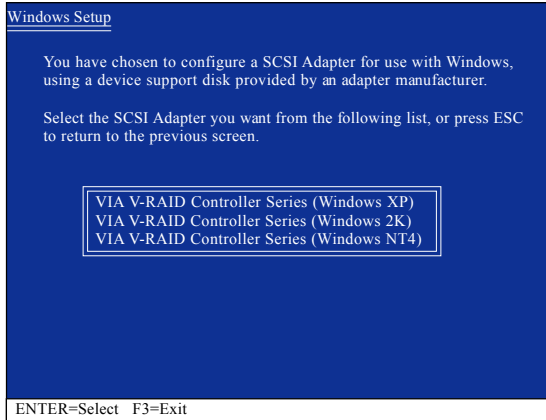 Windows Setup
You have chosen to configure a SCSI Adapter for use with Windows,
using a device support disk provided by an adapter manufacturer.
Select the SCSI Adapter you want from the following list, or press ESC
to return to the previous screen.
VIA V-RAID Controller Series (Windows XP)
VIA V-RAID Controller Series (Windows 2K)
VIA V-RAID Controller Series (Windows NT4)
ENTER=Select F3=Exit